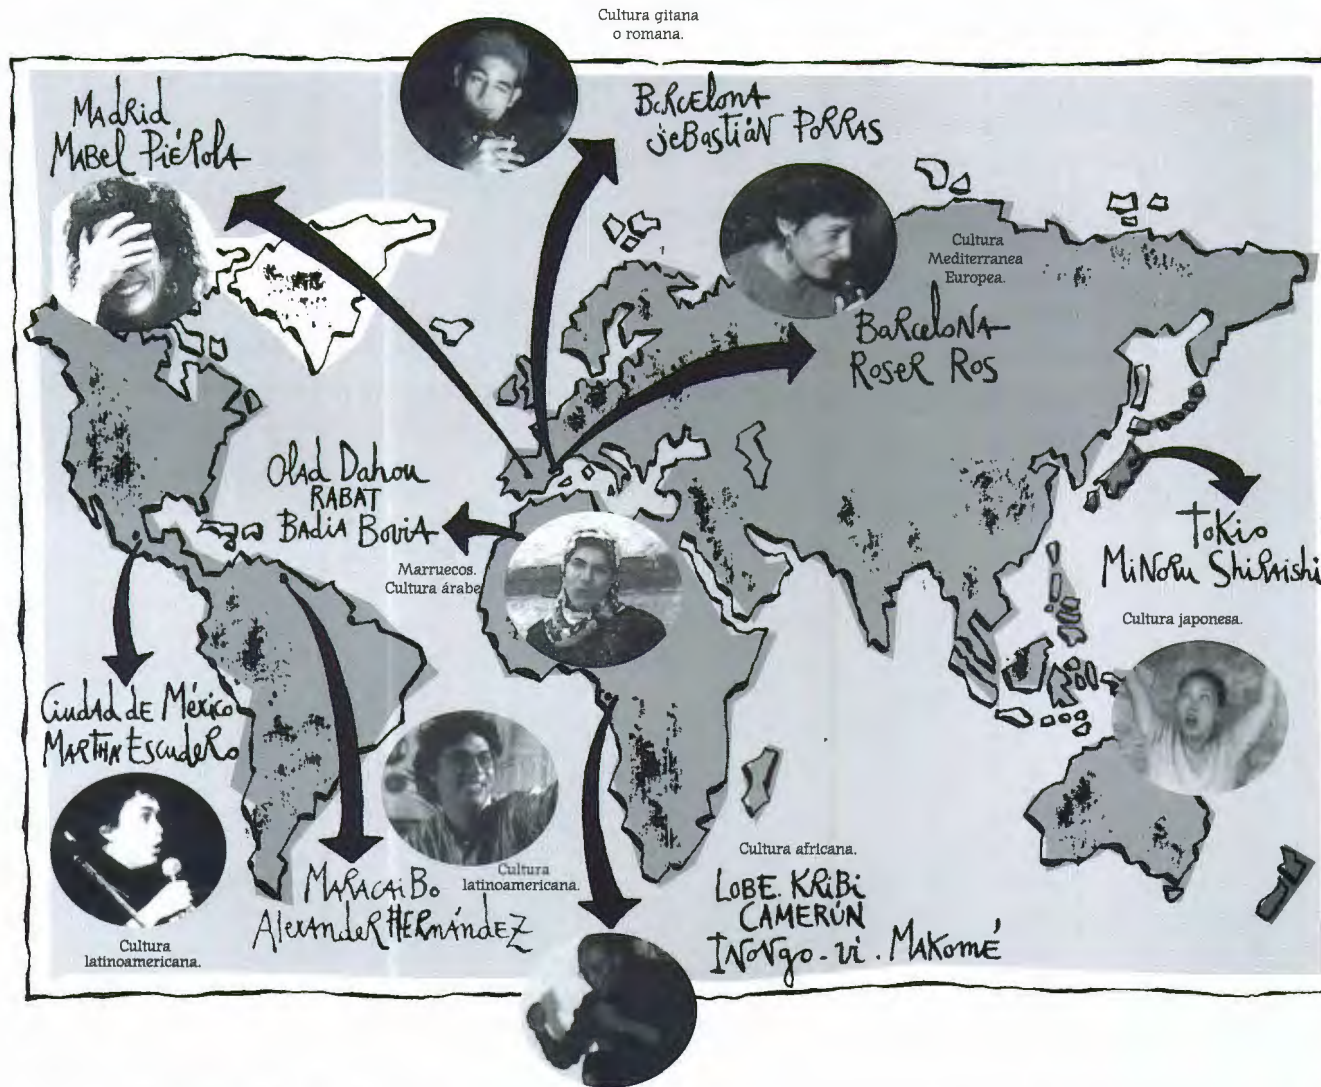 Cultura gitana
o romana.
Madrid
Mabel Piérola
Barcelona
Sebastián Porras
Cultura
Mediterranea
Europea.
Barcelona
Roser Ros
Olad Dahou
RABAT
Badia Bovia
Marruecos.
Cultura árabe
Tokio
Minoru Shiraishi
Cultura japonesa.
Ciudad de México
Martha Escudero
Cultura
latinoamericana.
Maracaibo
Alexander Hernández
Cultura
latinoamericana.
Cultura africana.
LOBE. KRIBI
CAMERÚN
INONgo-vi.MAKomé